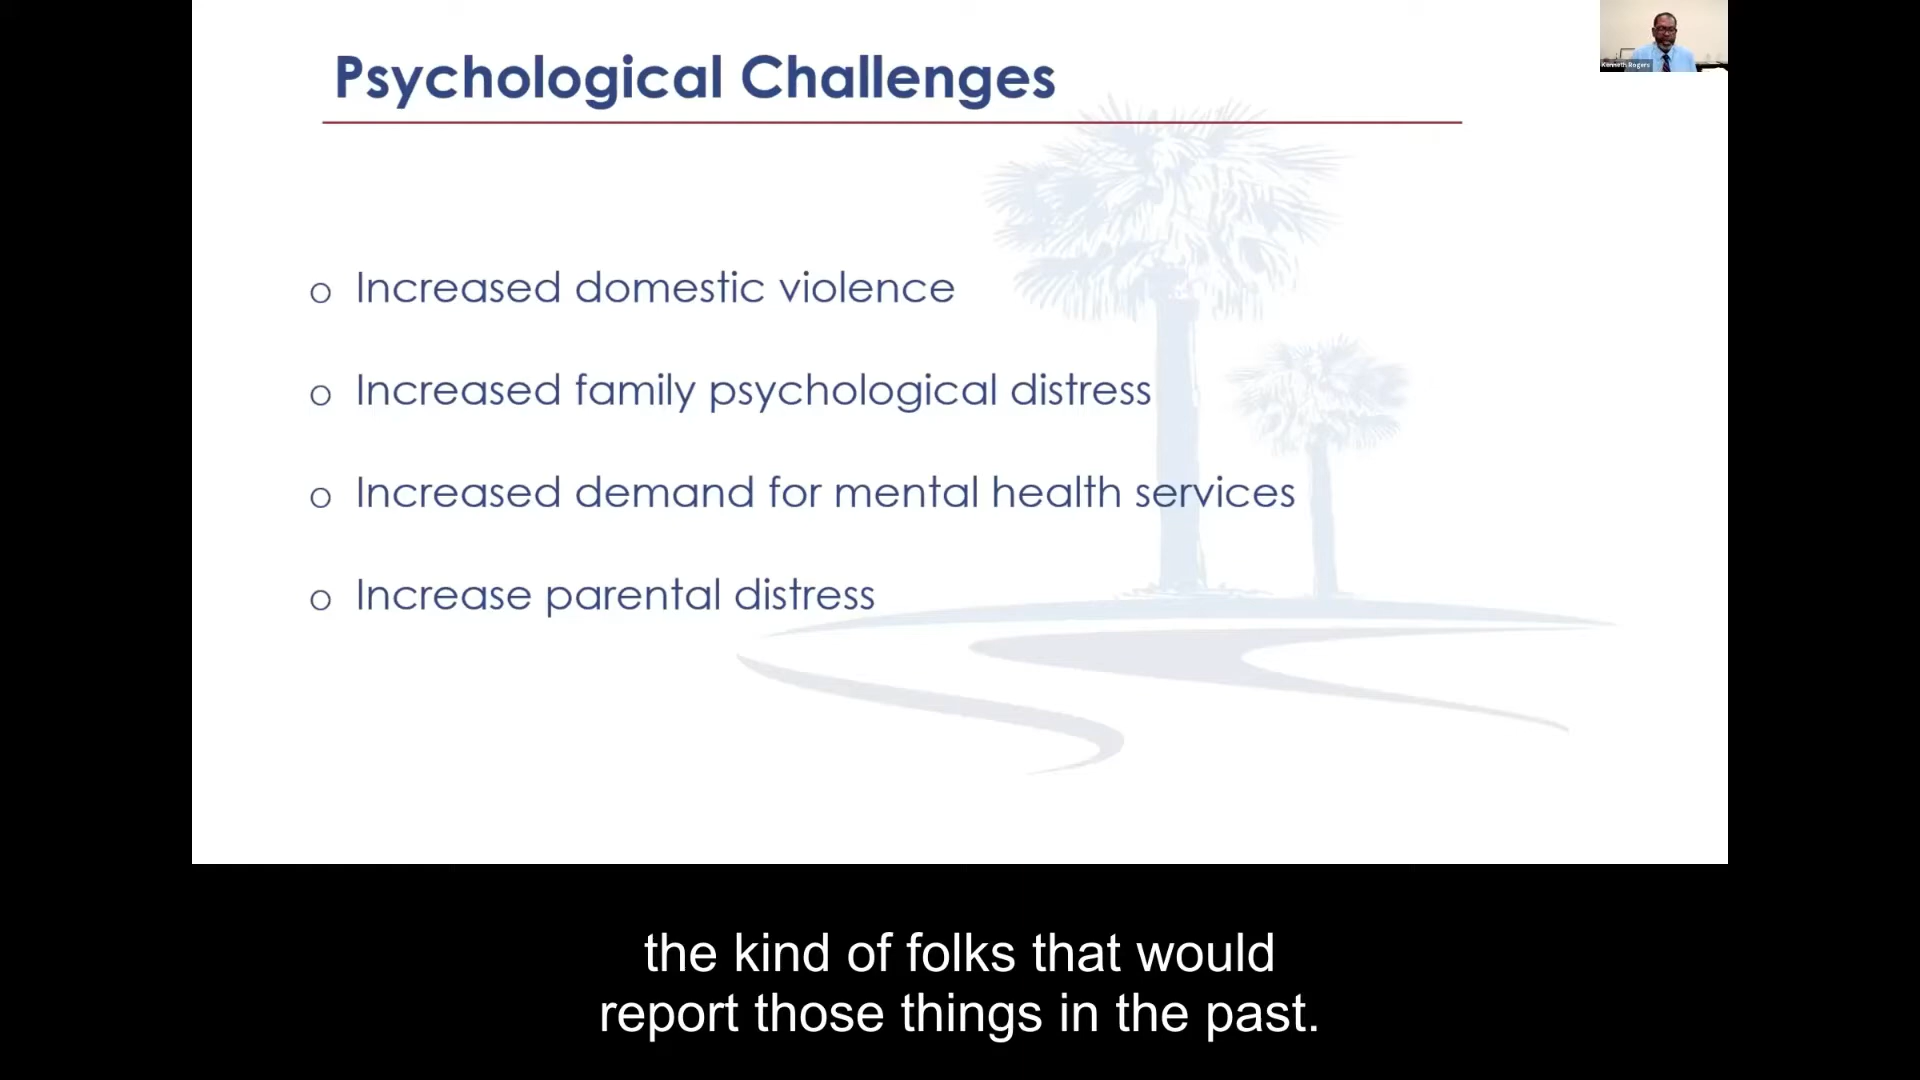 Psychological Challenges
Kenneth Rogers
o Increased domestic violence
o Increased family psychological distress
o Increased demand for mental health services
o Increase parental distress
the kind of folks that would
report those things in the past.